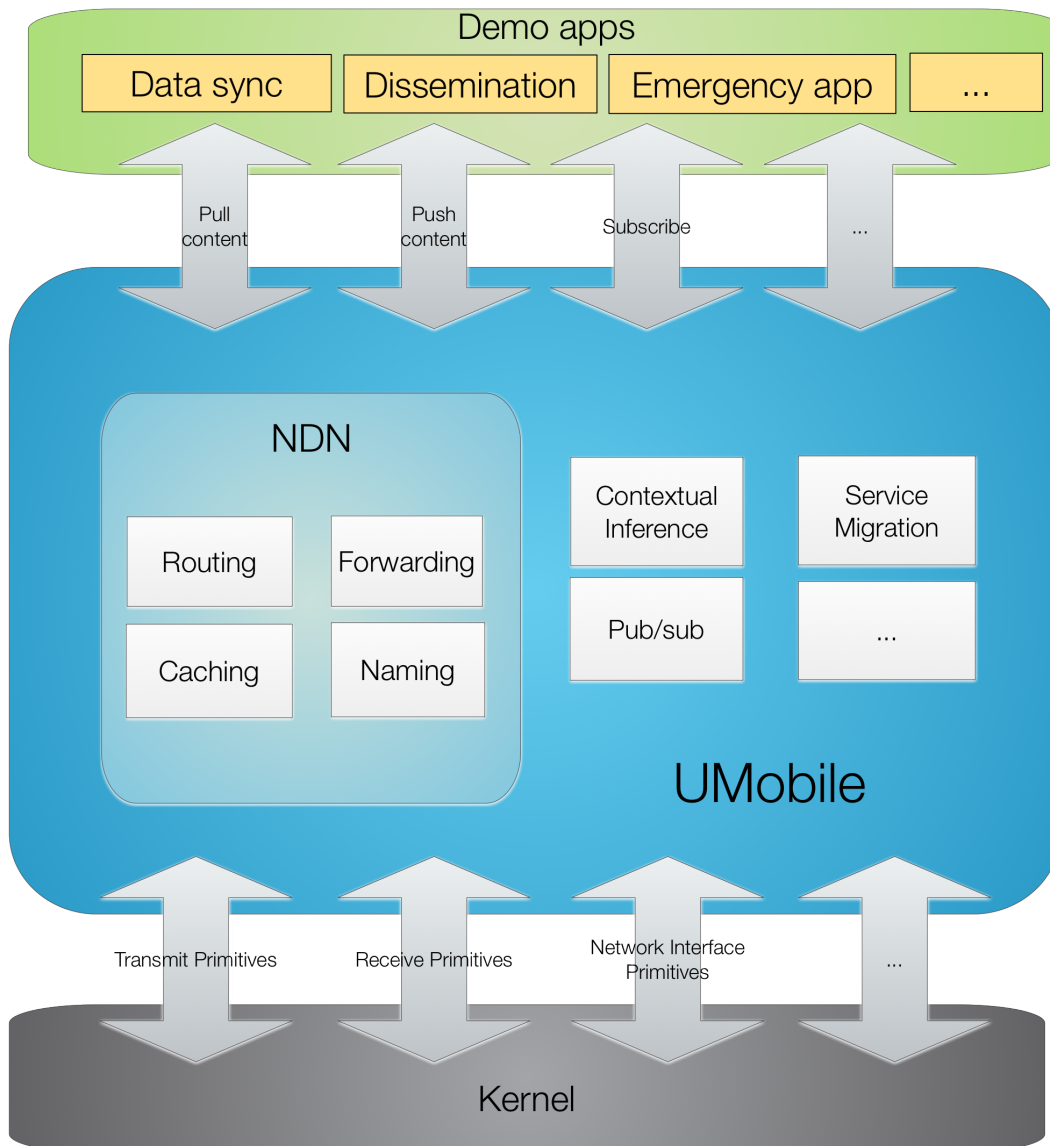 Demo apps
Data sync
Dissemination
Emergency app
...
Pull
content
Push
content
Subscribe
...
NDN
Routing
Forwarding
Caching
Naming
Contextual
Inference
Service
Migration
Pub/sub
...
UMobile
Transmit Primitives
Receive Primitives
Network Interface
Primitives
...
Kernel